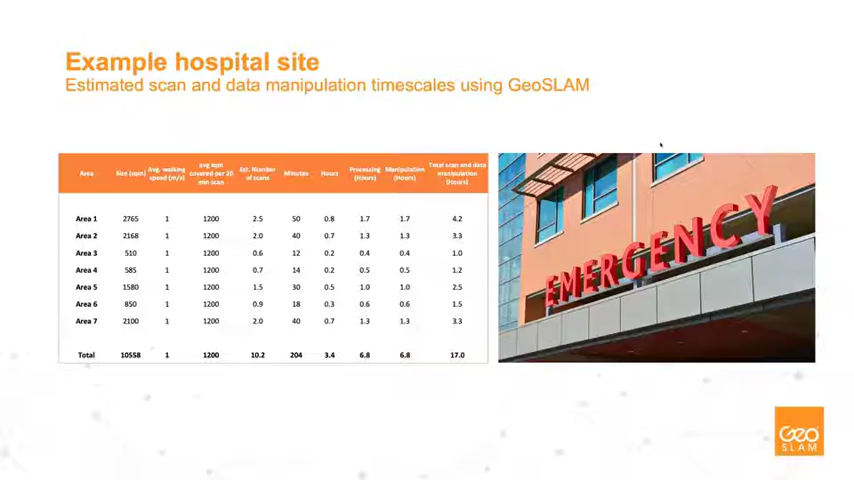 Example hospital site
Estimated scan and data manipulation timescales using GeoSLAM
Area Size (sqm) Avg. walking speed (m/s) avg sqm covered per 20 min scan Est. Number of scans Minutes Hours Processing (Hours) Manipulation (Hours) Total scan and data manipulation (Hours)
Area 1 2765 1 1200 2.5 50 0.8 1.7 1.7 4.2
Area 2 2168 1 1200 2.0 40 0.7 1.3 1.3 3.3
Area 3 510 1 1200 0.6 12 0.2 0.4 0.4 1.0
Area 4 585 1 1200 0.7 14 0.2 0.5 0.5 1.2
Area 5 1580 1 1200 1.5 30 0.5 1.0 1.0 2.5
Area 6 850 1 1200 0.9 18 0.3 0.6 0.6 1.5
Area 7 2100 1 1200 2.0 40 0.7 1.3 1.3 3.3
Total 10558 1 1200 10.2 204 3.4 6.8 6.8 17.0
EMERGENCY
Geo
SLAM